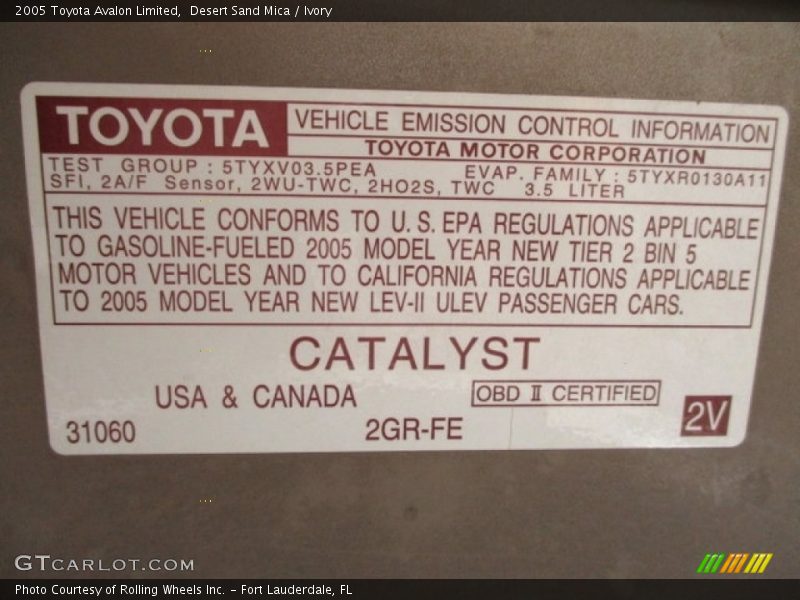 2005 Toyota Avalon Limited,  Desert Sand Mica / Ivory
TOYOTA
VEHICLE EMISSION CONTROL INFORMATION
TOYOTA MOTOR CORPORATION
TEST GROUP : 5TYXV03.5PEA EVAP. FAMILY : 5TYXR0130A11
SFI, 2A/F Sensor, 2WU-TWC, 2HO2S, TWC 3.5 LITER
THIS VEHICLE CONFORMS TO U.S. EPA REGULATIONS APPLICABLE
TO GASOLINE-FUELED 2005 MODEL YEAR NEW TIER 2 BIN 5
MOTOR VEHICLES AND TO CALIFORNIA REGULATIONS APPLICABLE
TO 2005 MODEL YEAR NEW LEV-II ULEV PASSENGER CARS.
CATALYST
USA & CANADA OBD II CERTIFIED
31060 2GR-FE 2V
GTCARLOT.COM
Photo Courtesy of Rolling Wheels Inc. – Fort Lauderdale, FL